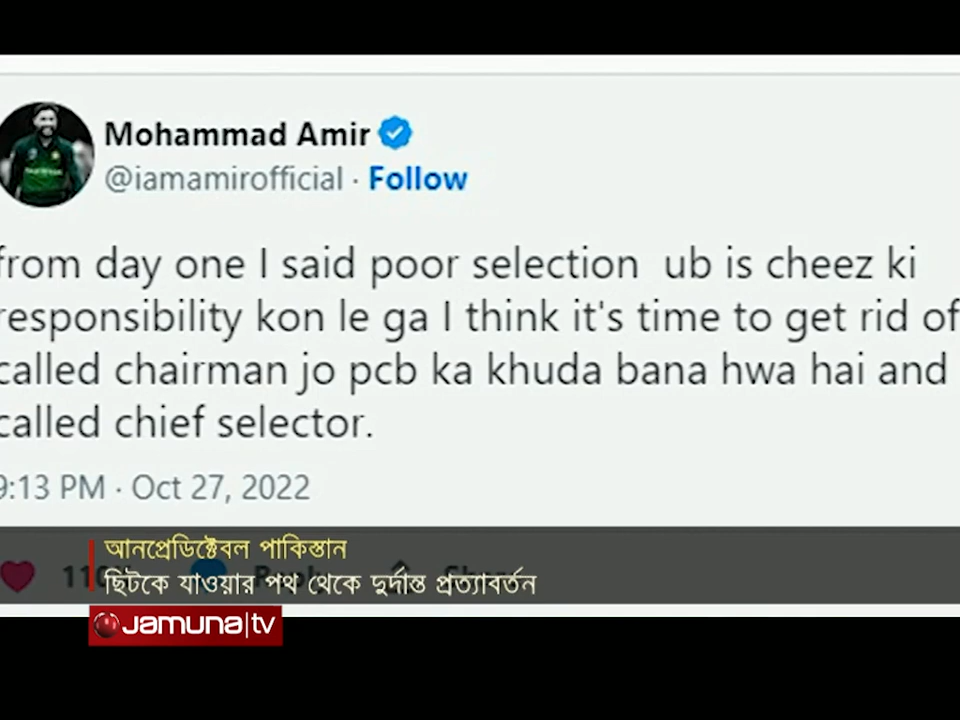 Mohammad Amir
@iamamirofficial · Follow
from day one I said poor selection ub is cheez ki
responsibility kon le ga I think it's time to get rid of
called chairman jo pcb ka khuda bana hwa hai and
called chief selector.
9:13 PM · Oct 27, 2022
আনপ্রেডিক্টেবল পাকিস্তান
ছিটকে যাওয়ার পথ থেকে দুর্দান্ত প্রত্যাবর্তন
Jamuna|tv